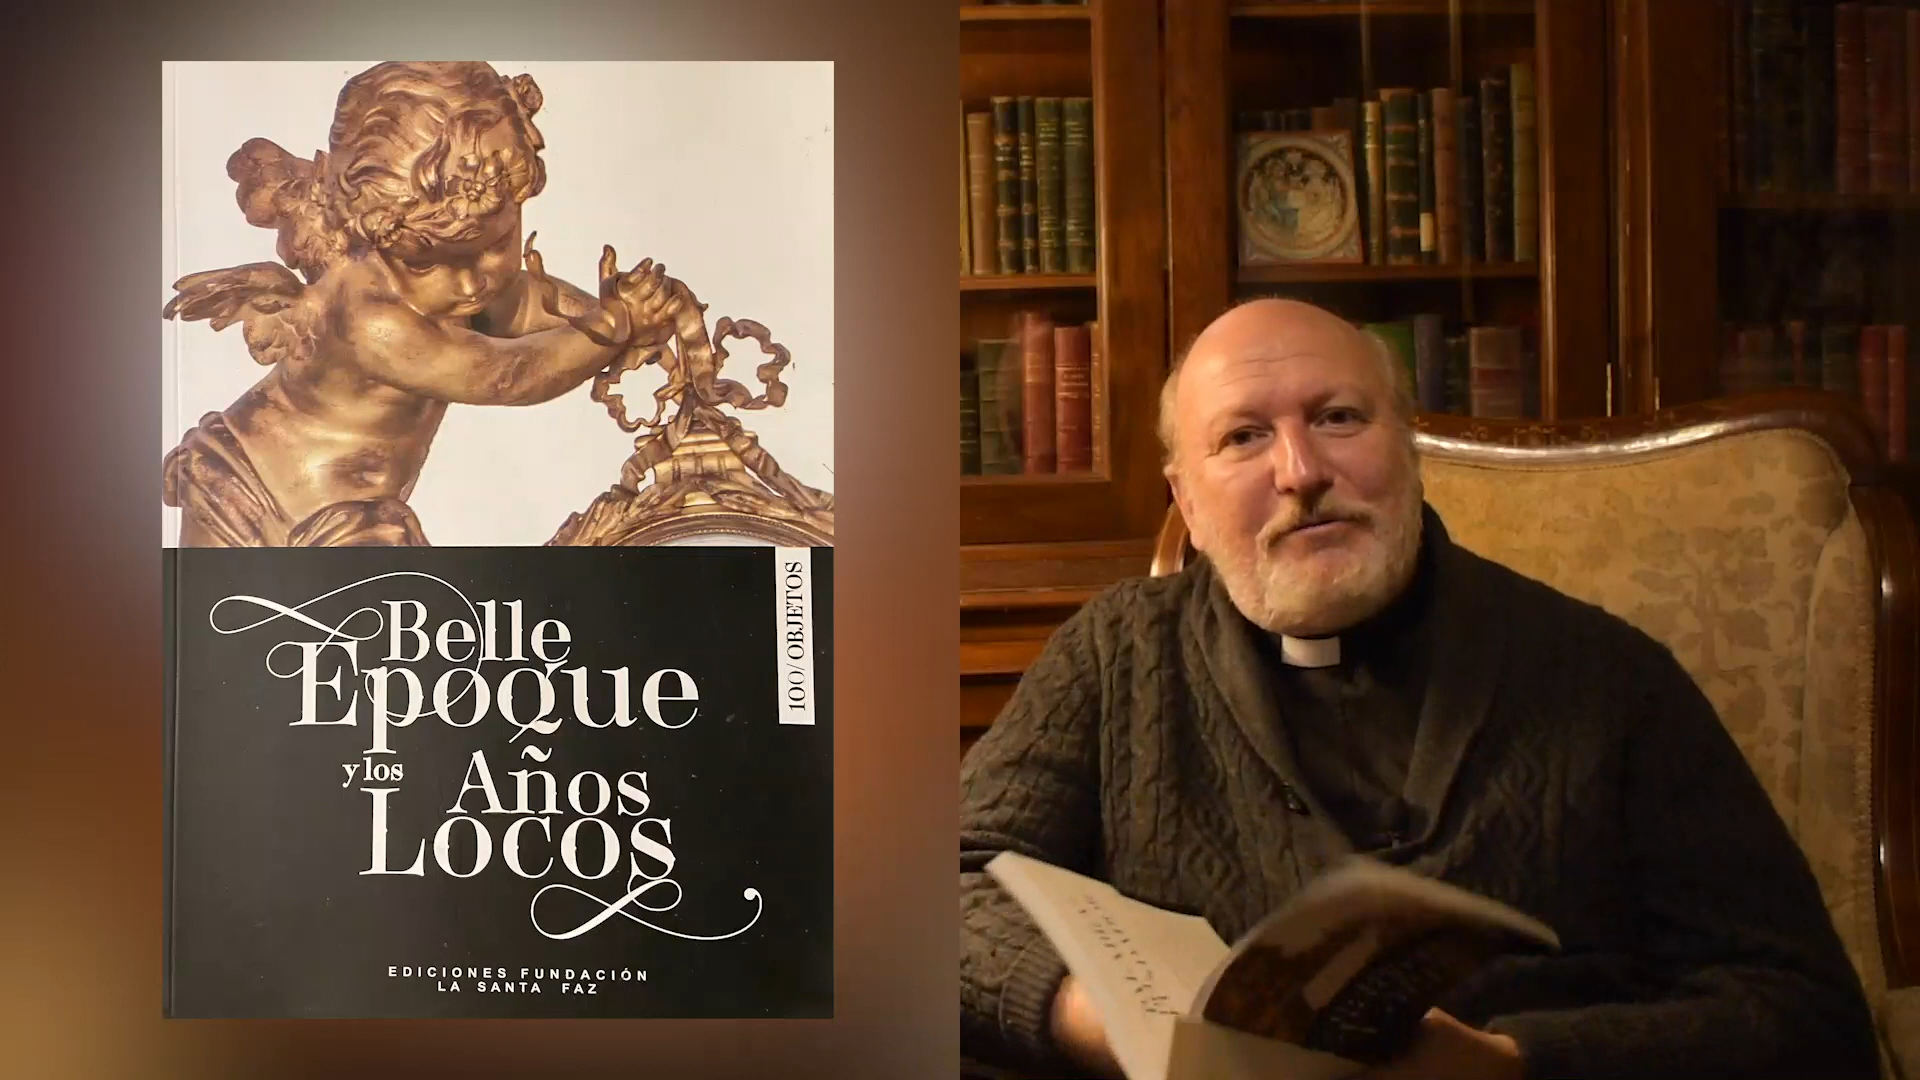 Belle
Epoque
y los
Años
Locos
100/ OBJETOS
EDICIONES FUNDACIÓN
LA SANTA FAZ